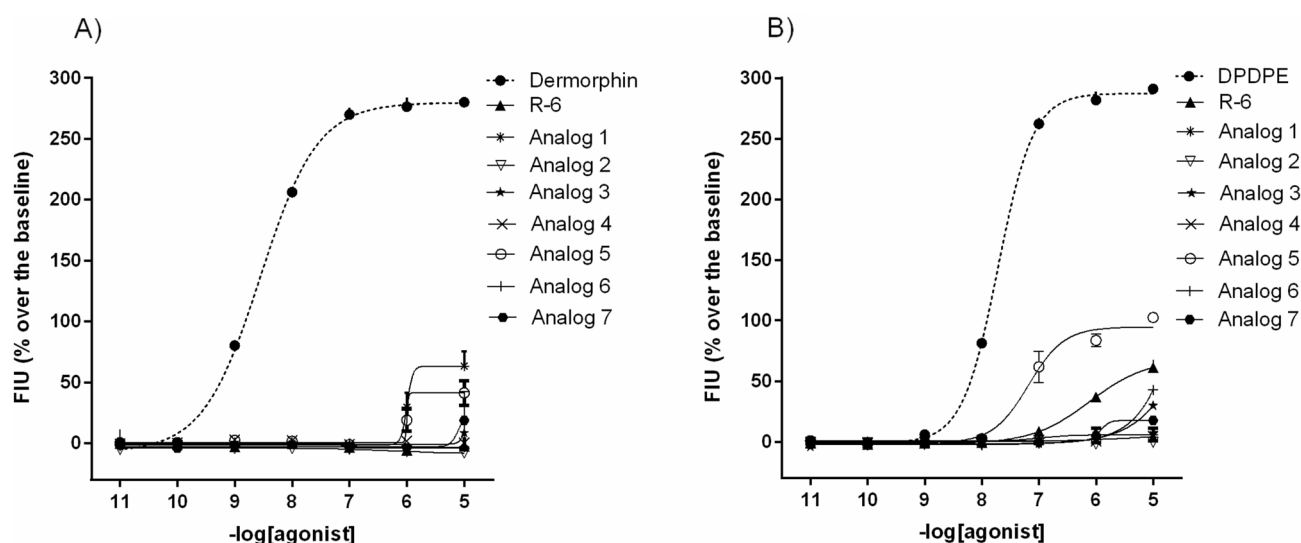 A)
FIU (% over the baseline)
300
250
200
150
100
50
0
11 10 9 8 7 6 5
-log[agonist]
Dermorphin
R-6
Analog 1
Analog 2
Analog 3
Analog 4
Analog 5
Analog 6
Analog 7
B)
FIU (% over the baseline)
300
250
200
150
100
50
0
11 10 9 8 7 6 5
-log[agonist]
DPDPE
R-6
Analog 1
Analog 2
Analog 3
Analog 4
Analog 5
Analog 6
Analog 7